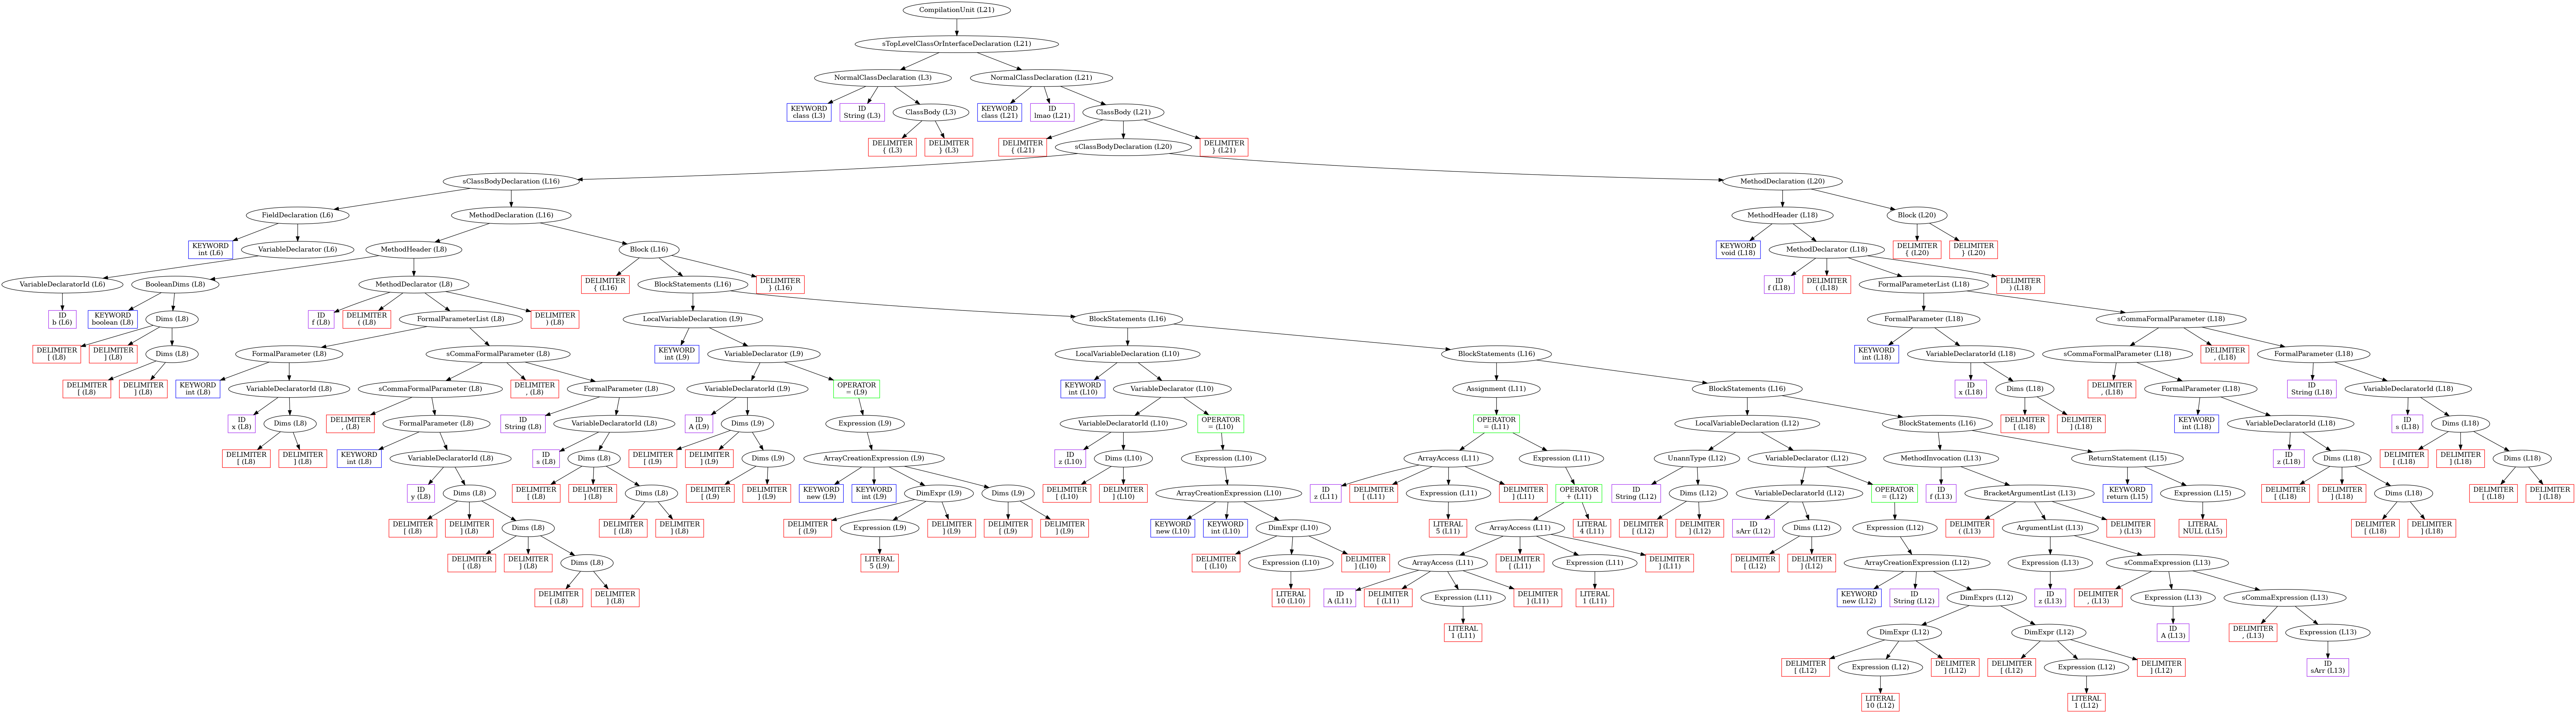 CompilationUnit (L21)
sTopLevelClassOrInterfaceDeclaration (L21)
NormalClassDeclaration (L3)
NormalClassDeclaration (L21)
KEYWORD
class (L3)
ID
String (L3)
ClassBody (L3)
KEYWORD
class (L21)
ID
lmao (L21)
ClassBody (L21)
DELIMITER
{ (L3)
DELIMITER
} (L3)
DELIMITER
{ (L21)
sClassBodyDeclaration (L20)
DELIMITER
} (L21)
sClassBodyDeclaration (L16)
MethodDeclaration (L20)
FieldDeclaration (L6)
MethodDeclaration (L16)
MethodHeader (L18)
Block (L20)
KEYWORD
int (L6)
VariableDeclarator (L6)
MethodHeader (L8)
Block (L16)
KEYWORD
void (L18)
MethodDeclarator (L18)
DELIMITER
{ (L20)
DELIMITER
} (L20)
VariableDeclaratorId (L6)
BooleanDims (L8)
MethodDeclarator (L8)
DELIMITER
{ (L16)
BlockStatements (L16)
DELIMITER
} (L16)
ID
f (L18)
DELIMITER
( (L18)
FormalParameterList (L18)
DELIMITER
) (L18)
ID
b (L6)
KEYWORD
boolean (L8)
Dims (L8)
ID
f (L8)
DELIMITER
( (L8)
FormalParameterList (L8)
DELIMITER
) (L8)
LocalVariableDeclaration (L9)
BlockStatements (L16)
FormalParameter (L18)
sCommaFormalParameter (L18)
DELIMITER
[ (L8)
DELIMITER
] (L8)
Dims (L8)
FormalParameter (L8)
sCommaFormalParameter (L8)
KEYWORD
int (L9)
VariableDeclarator (L9)
LocalVariableDeclaration (L10)
BlockStatements (L16)
KEYWORD
int (L18)
VariableDeclaratorId (L18)
sCommaFormalParameter (L18)
DELIMITER
, (L18)
FormalParameter (L18)
DELIMITER
[ (L8)
DELIMITER
] (L8)
KEYWORD
int (L8)
VariableDeclaratorId (L8)
sCommaFormalParameter (L8)
DELIMITER
, (L8)
FormalParameter (L8)
VariableDeclaratorId (L9)
OPERATOR
= (L9)
KEYWORD
int (L10)
VariableDeclarator (L10)
Assignment (L11)
BlockStatements (L16)
ID
x (L18)
Dims (L18)
DELIMITER
, (L18)
FormalParameter (L18)
ID
String (L18)
VariableDeclaratorId (L18)
ID
x (L8)
Dims (L8)
DELIMITER
, (L8)
FormalParameter (L8)
ID
String (L8)
VariableDeclaratorId (L8)
ID
A (L9)
Dims (L9)
Expression (L9)
VariableDeclaratorId (L10)
OPERATOR
= (L10)
OPERATOR
= (L11)
LocalVariableDeclaration (L12)
BlockStatements (L16)
DELIMITER
[ (L18)
DELIMITER
] (L18)
KEYWORD
int (L18)
VariableDeclaratorId (L18)
ID
s (L18)
Dims (L18)
DELIMITER
[ (L8)
DELIMITER
] (L8)
KEYWORD
int (L8)
VariableDeclaratorId (L8)
ID
s (L8)
Dims (L8)
DELIMITER
[ (L9)
DELIMITER
] (L9)
Dims (L9)
ArrayCreationExpression (L9)
ID
z (L10)
Dims (L10)
Expression (L10)
ArrayAccess (L11)
Expression (L11)
UnannType (L12)
VariableDeclarator (L12)
MethodInvocation (L13)
ReturnStatement (L15)
ID
z (L18)
Dims (L18)
DELIMITER
[ (L18)
DELIMITER
] (L18)
Dims (L18)
ID
y (L8)
Dims (L8)
DELIMITER
[ (L8)
DELIMITER
] (L8)
Dims (L8)
DELIMITER
[ (L9)
DELIMITER
] (L9)
KEYWORD
new (L9)
KEYWORD
int (L9)
DimExpr (L9)
Dims (L9)
DELIMITER
[ (L10)
DELIMITER
] (L10)
ArrayCreationExpression (L10)
ID
z (L11)
DELIMITER
[ (L11)
Expression (L11)
DELIMITER
] (L11)
OPERATOR
+ (L11)
ID
String (L12)
Dims (L12)
VariableDeclaratorId (L12)
OPERATOR
= (L12)
ID
f (L13)
BracketArgumentList (L13)
KEYWORD
return (L15)
Expression (L15)
DELIMITER
[ (L18)
DELIMITER
] (L18)
Dims (L18)
DELIMITER
[ (L18)
DELIMITER
] (L18)
DELIMITER
[ (L8)
DELIMITER
] (L8)
Dims (L8)
DELIMITER
[ (L8)
DELIMITER
] (L8)
DELIMITER
[ (L9)
Expression (L9)
DELIMITER
] (L9)
DELIMITER
[ (L9)
DELIMITER
] (L9)
KEYWORD
new (L10)
KEYWORD
int (L10)
DimExpr (L10)
LITERAL
5 (L11)
ArrayAccess (L11)
LITERAL
4 (L11)
DELIMITER
[ (L12)
DELIMITER
] (L12)
ID
sArr (L12)
Dims (L12)
Expression (L12)
DELIMITER
( (L13)
ArgumentList (L13)
DELIMITER
) (L13)
LITERAL
NULL (L15)
DELIMITER
[ (L18)
DELIMITER
] (L18)
DELIMITER
[ (L8)
DELIMITER
] (L8)
Dims (L8)
LITERAL
5 (L9)
DELIMITER
[ (L10)
Expression (L10)
DELIMITER
] (L10)
ArrayAccess (L11)
DELIMITER
[ (L11)
Expression (L11)
DELIMITER
] (L11)
DELIMITER
[ (L12)
DELIMITER
] (L12)
ArrayCreationExpression (L12)
Expression (L13)
sCommaExpression (L13)
DELIMITER
[ (L8)
DELIMITER
] (L8)
LITERAL
10 (L10)
ID
A (L11)
DELIMITER
[ (L11)
Expression (L11)
DELIMITER
] (L11)
LITERAL
1 (L11)
KEYWORD
new (L12)
ID
String (L12)
DimExprs (L12)
ID
z (L13)
DELIMITER
, (L13)
Expression (L13)
sCommaExpression (L13)
LITERAL
1 (L11)
DimExpr (L12)
DimExpr (L12)
ID
A (L13)
DELIMITER
, (L13)
Expression (L13)
DELIMITER
[ (L12)
Expression (L12)
DELIMITER
] (L12)
DELIMITER
[ (L12)
Expression (L12)
DELIMITER
] (L12)
ID
sArr (L13)
LITERAL
10 (L12)
LITERAL
1 (L12)